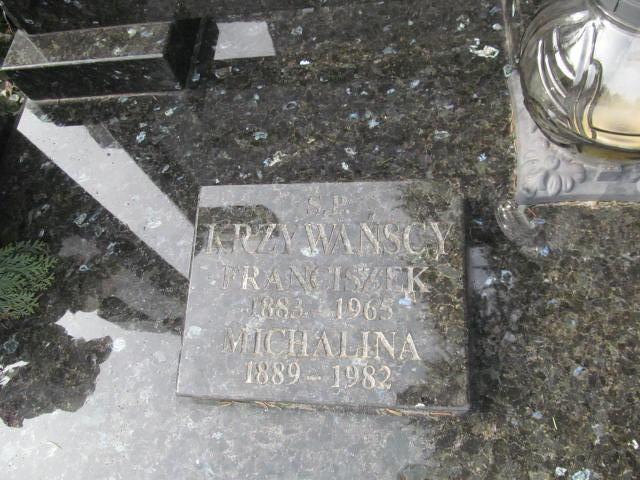 Ś.P.
KRZYWAŃSCY
FRANCISZEK
1883 – 1965
MICHALINA
1889 – 1982